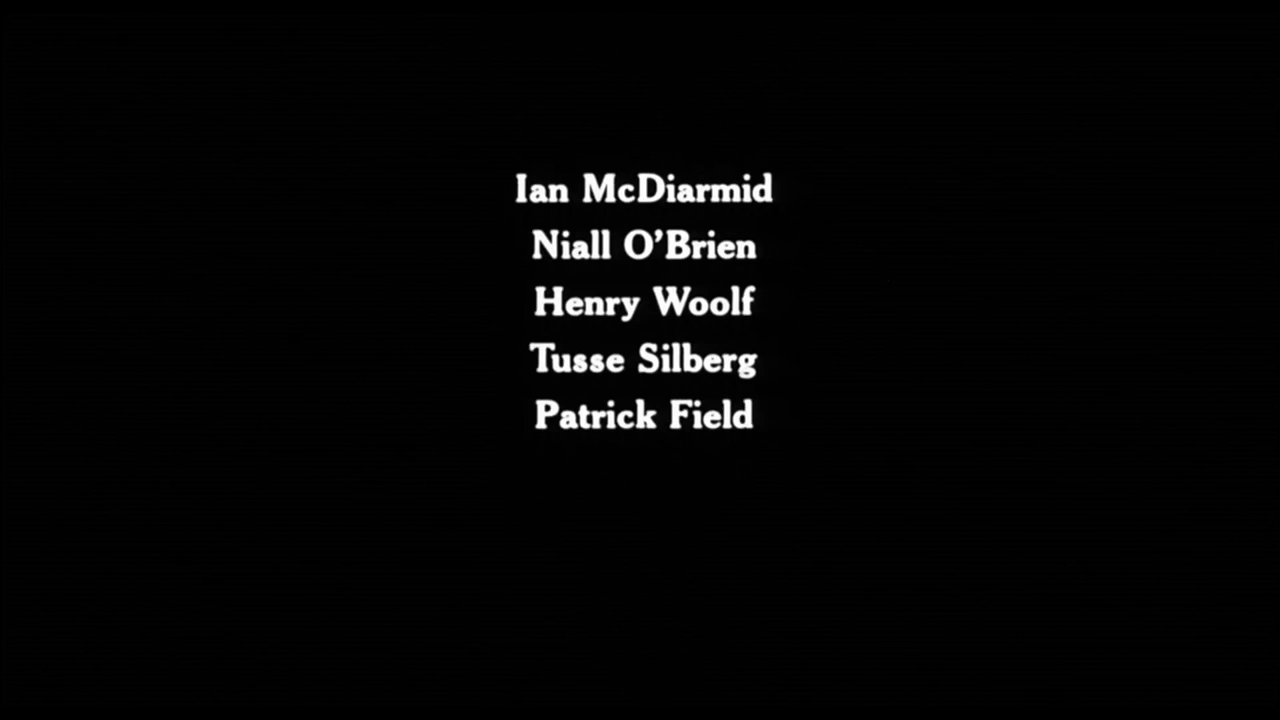 Ian McDiarmid
Niall O’Brien
Henry Woolf
Tusse Silberg
Patrick Field